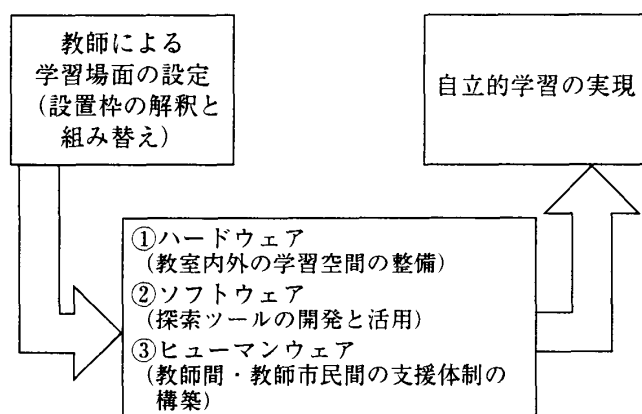 教師による
学習場面の設定
（設置枠の解釈と
組み替え）
自立的学習の実現
①ハードウェア
（教室内外の学習空間の整備）
②ソフトウェア
（探索ツールの開発と活用）
③ヒューマンウェア
（教師間・教師市民間の支援体制の
構築）